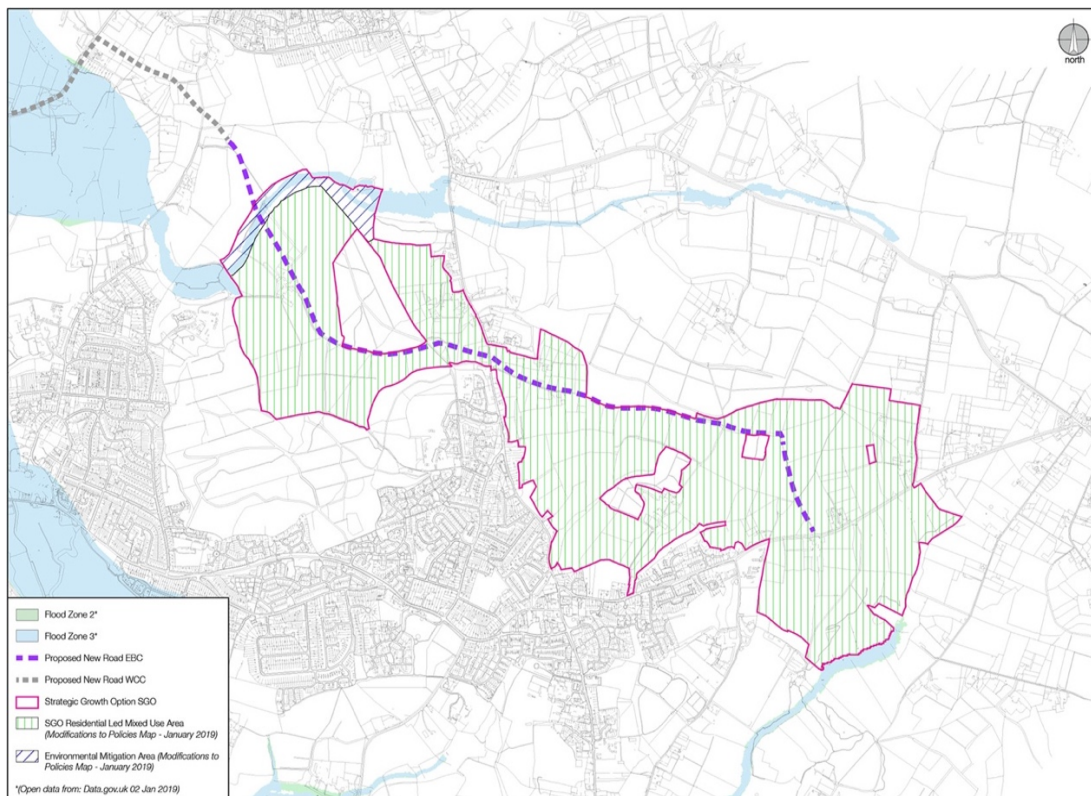 north
Flood Zone 2*
Flood Zone 3*
Proposed New Road EBC
Proposed New Road WCC
Strategic Growth Option SGO
SGO Residential Led Mixed Use Area
(Modifications to Policies Map - January 2019)
Environmental Mitigation Area (Modifications to
Policies Map - January 2019)
*(Open data from: Data.gov.uk 02 Jan 2019)